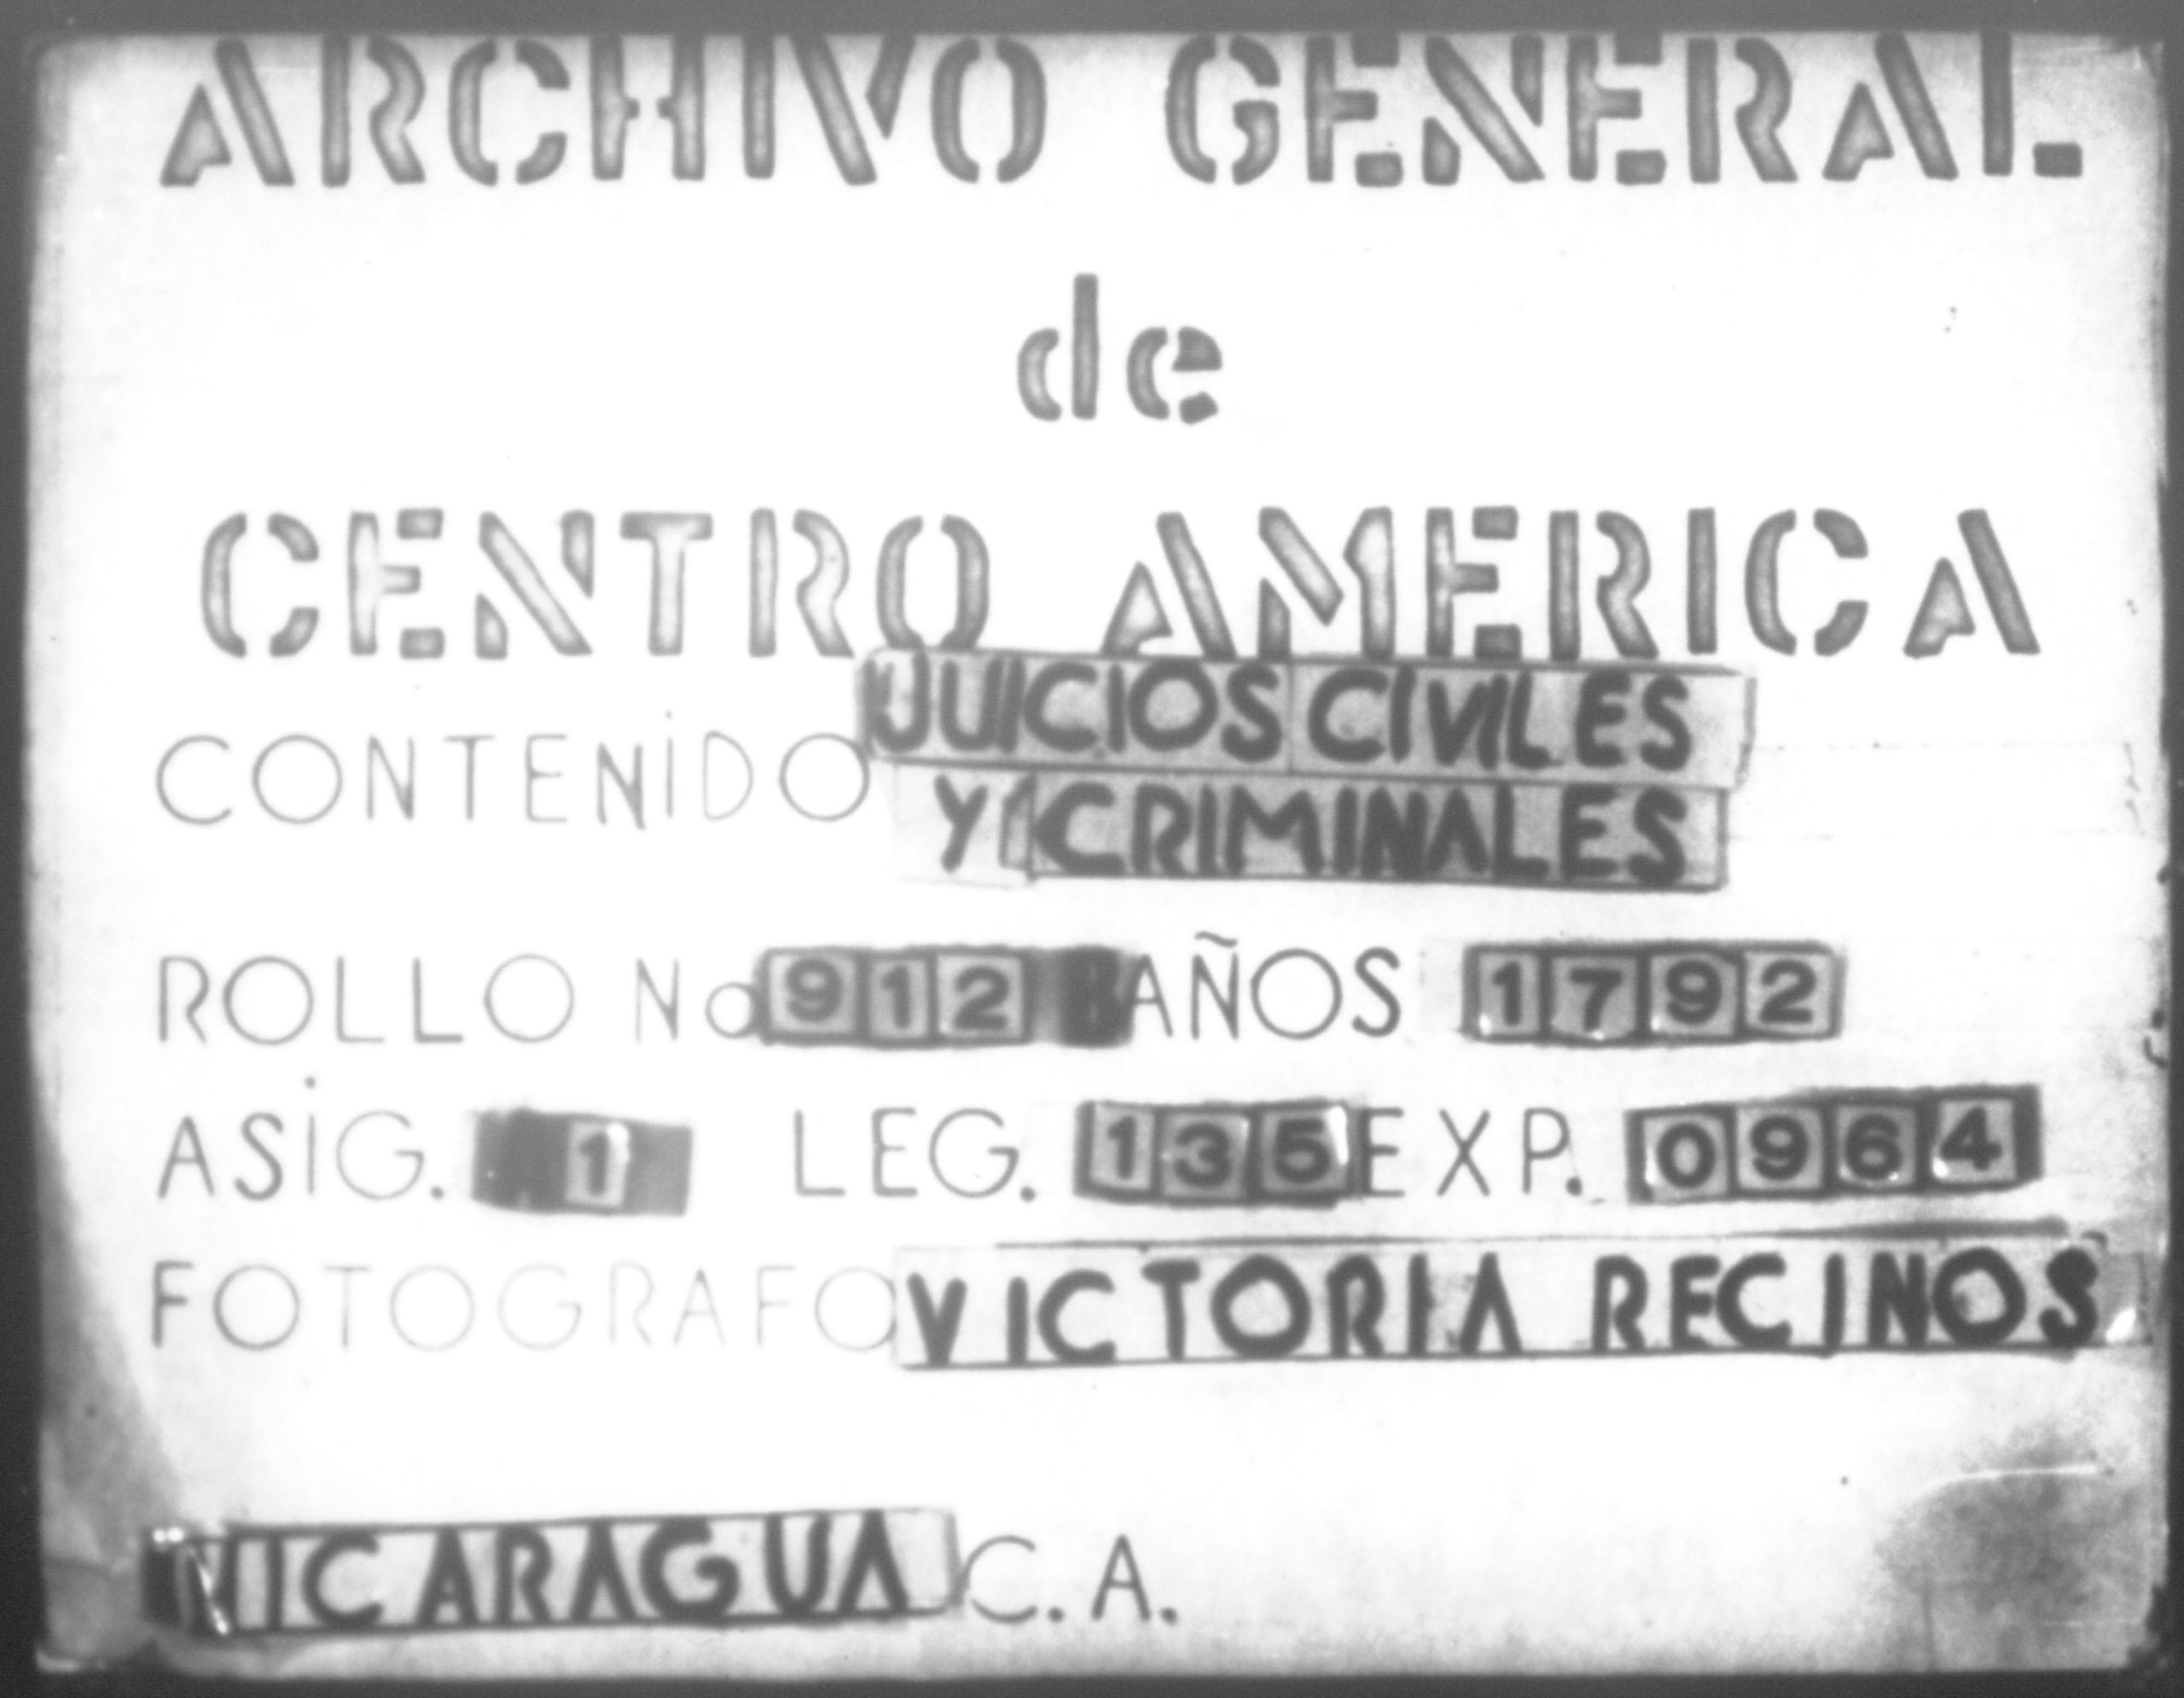 ARCHIVO GENERAL
de
CENTRO AMERICA
CONTENIDO JUICIOS CIVILES
Y CRIMINALES
ROLLO No 912 AÑOS 1792
ASIG. 1 LEG. 135 EXP. 0964
FOTOGRAFO VICTORIA RECINOS
NICARAGUA C.A.